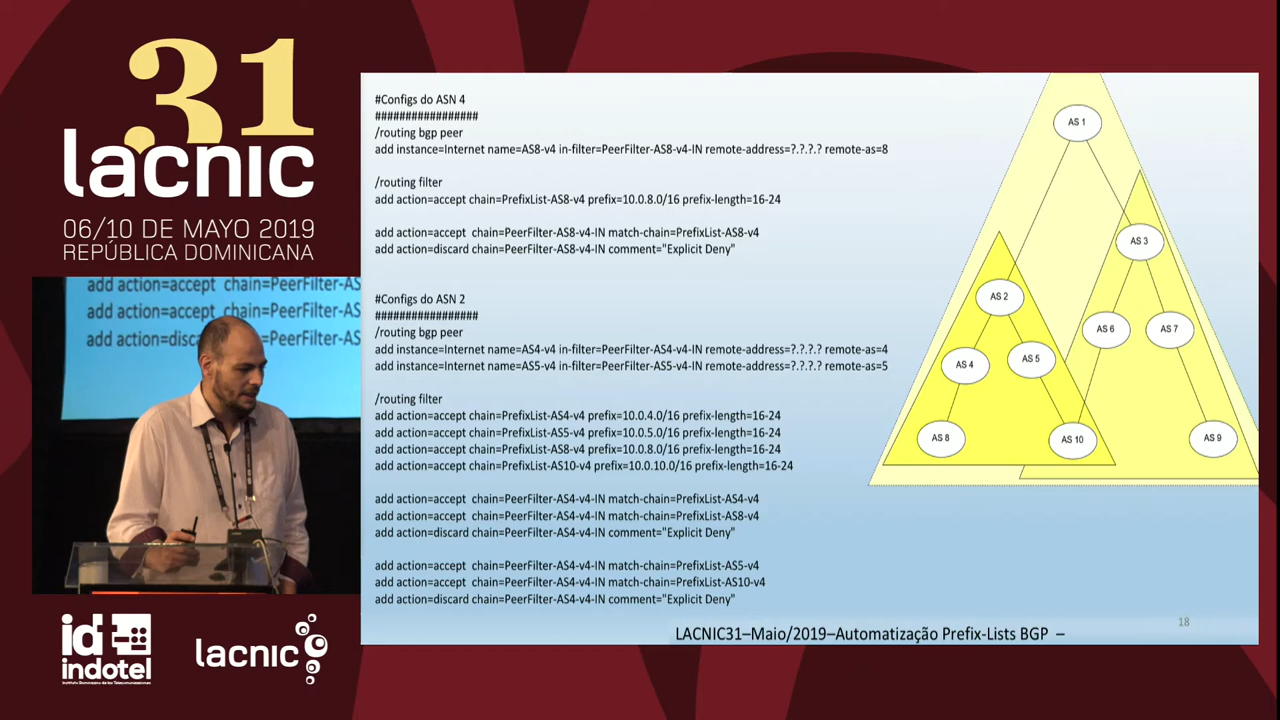 31
lacnic
06/10 DE MAYO 2019
REPÚBLICA DOMINICANA
add action=accept chain=PeerFilter-AS
add action=accept chain=PeerFilter-AS
add action=disca
=PeerFilter-AS
id
indotel
Instituto Dominicano de las Telecomunicaciones
lacnic
#Configs do ASN 4
#################
/routing bgp peer
add instance=Internet name=AS8-v4 in-filter=PeerFilter-AS8-v4-IN remote-address=?.?.?.? remote-as=8
/routing filter
add action=accept chain=PrefixList-AS8-v4 prefix=10.0.8.0/16 prefix-length=16-24
add action=accept chain=PeerFilter-AS8-v4-IN match-chain=PrefixList-AS8-v4
add action=discard chain=PeerFilter-AS8-v4-IN comment="Explicit Deny"
#Configs do ASN 2
#################
/routing bgp peer
add instance=Internet name=AS4-v4 in-filter=PeerFilter-AS4-v4-IN remote-address=?.?.?.? remote-as=4
add instance=Internet name=AS5-v4 in-filter=PeerFilter-AS5-v4-IN remote-address=?.?.?.? remote-as=5
/routing filter
add action=accept chain=PrefixList-AS4-v4 prefix=10.0.4.0/16 prefix-length=16-24
add action=accept chain=PrefixList-AS5-v4 prefix=10.0.5.0/16 prefix-length=16-24
add action=accept chain=PrefixList-AS8-v4 prefix=10.0.8.0/16 prefix-length=16-24
add action=accept chain=PrefixList-AS10-v4 prefix=10.0.10.0/16 prefix-length=16-24
add action=accept chain=PeerFilter-AS4-v4-IN match-chain=PrefixList-AS4-v4
add action=accept chain=PeerFilter-AS4-v4-IN match-chain=PrefixList-AS8-v4
add action=discard chain=PeerFilter-AS4-v4-IN comment="Explicit Deny"
add action=accept chain=PeerFilter-AS4-v4-IN match-chain=PrefixList-AS5-v4
add action=accept chain=PeerFilter-AS4-v4-IN match-chain=PrefixList-AS10-v4
add action=discard chain=PeerFilter-AS4-v4-IN comment="Explicit Deny"
AS 1
AS 3
AS 2
AS 6
AS 7
AS 4
AS 5
AS 8
AS 10
AS 9
18
LACNIC31–Maio/2019–Automatização Prefix-Lists BGP –